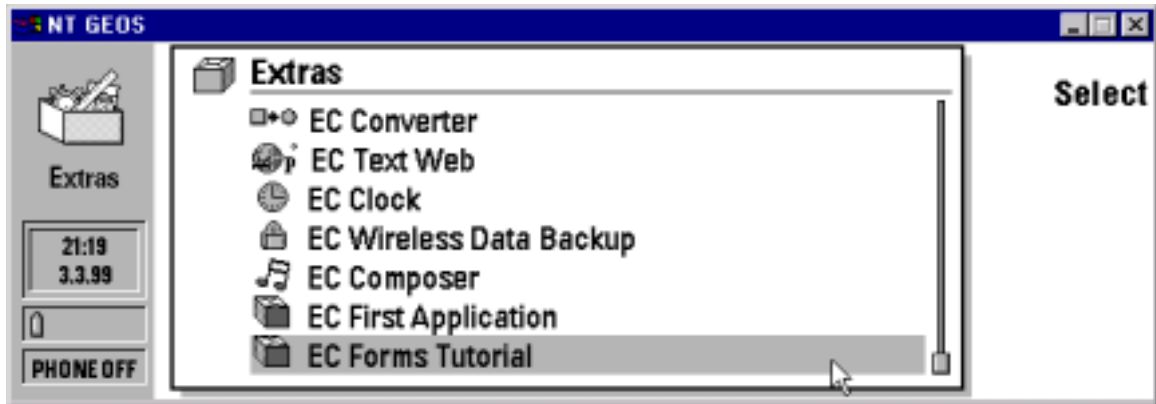 NT GEOS
Extras
Select
EC Converter
EC Text Web
EC Clock
EC Wireless Data Backup
EC Composer
EC First Application
EC Forms Tutorial
Extras
21:19
3.3.99
PHONE OFF